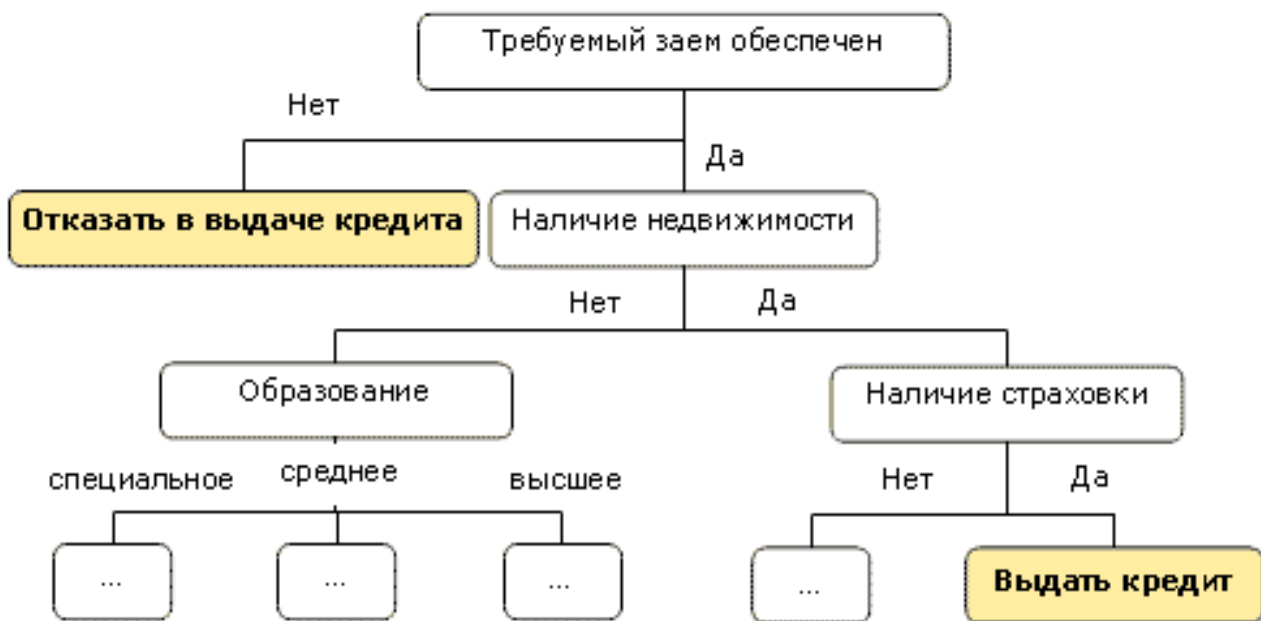 Требуемый заем обеспечен
Нет
Да
Отказать в выдаче кредита
Наличие недвижимости
Нет
Да
Образование
Наличие страховки
специальное
среднее
высшее
Нет
Да
...
...
...
...
Выдать кредит